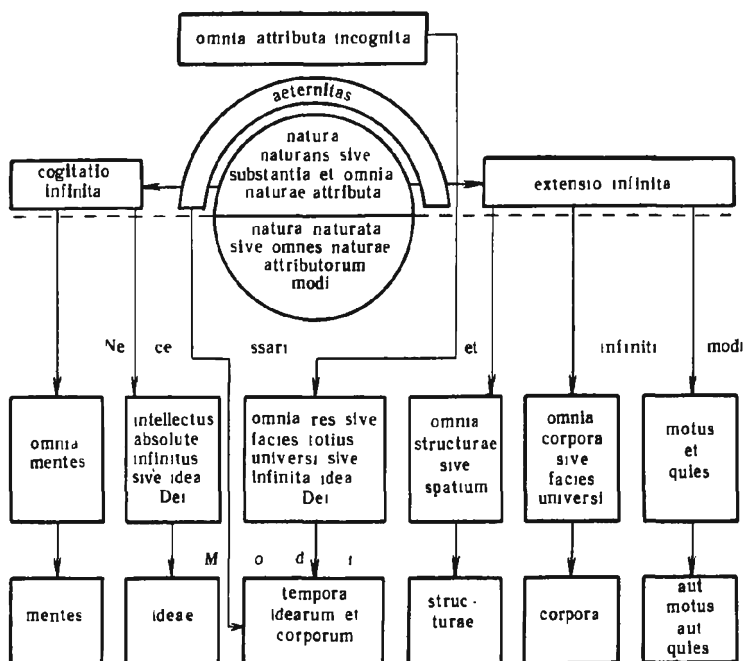 omnia attributa incognita
aeternitas
natura
naturans sive
substantia et omnia
naturae attributa
cogitatio
infinita
extensio infinita
natura naturata
sive omnes naturae
attributorum
modi
Ne ce ssari et infiniti modi
omnia
mentes
intellectus
absolute
infinitus
sive idea
Dei
omnia res sive
facies totius
universi sive
infinita idea
Dei
omnia
structurae
sive
spatium
omnia
corpora
sive
facies
universi
motus
et
quies
M o d i
mentes
ideae
tempora
idearum et
corporum
struc-
turae
corpora
aut
motus
aut
quies